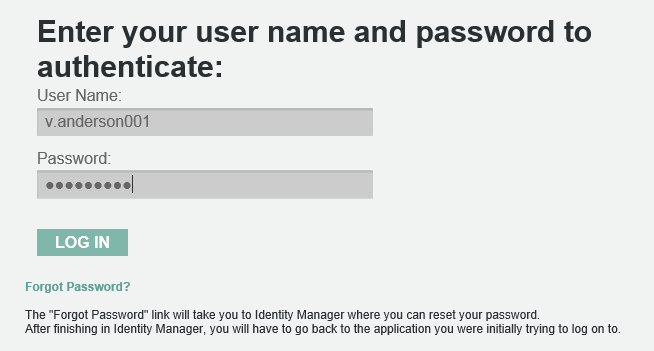 Enter your user name and password to
authenticate:
User Name:
v.anderson001
Password:
●●●●●●●●●
LOG IN
Forgot Password?
The "Forgot Password" link will take you to Identity Manager where you can reset your password.
After finishing in Identity Manager, you will have to go back to the application you were initially trying to log on to.